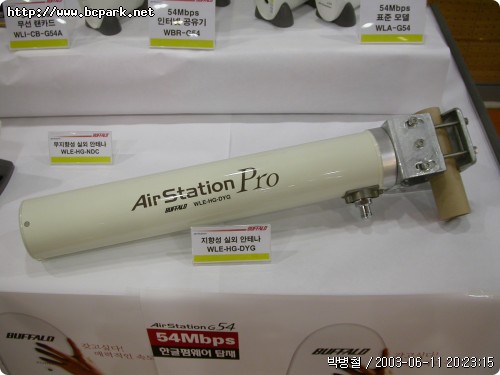 http://www.bcpark.net/
무선 랜카드
WLI-CB-G54A
54Mbps
인터넷 공유기
WBR-G54
54Mbps
표준 모델
WLA-G54
무지향성 실외 안테나
WLE-HG-NDC
AirStation Pro
BUFFALO WLE-HG-DYG
BUFFALO
지향성 실외 안테나
WLE-HG-DYG
AirStation G54
54Mbps
한글펌웨어 탑재
BUFFALO
BUFFALO
박병철 / 2003-06-11 20:23:15